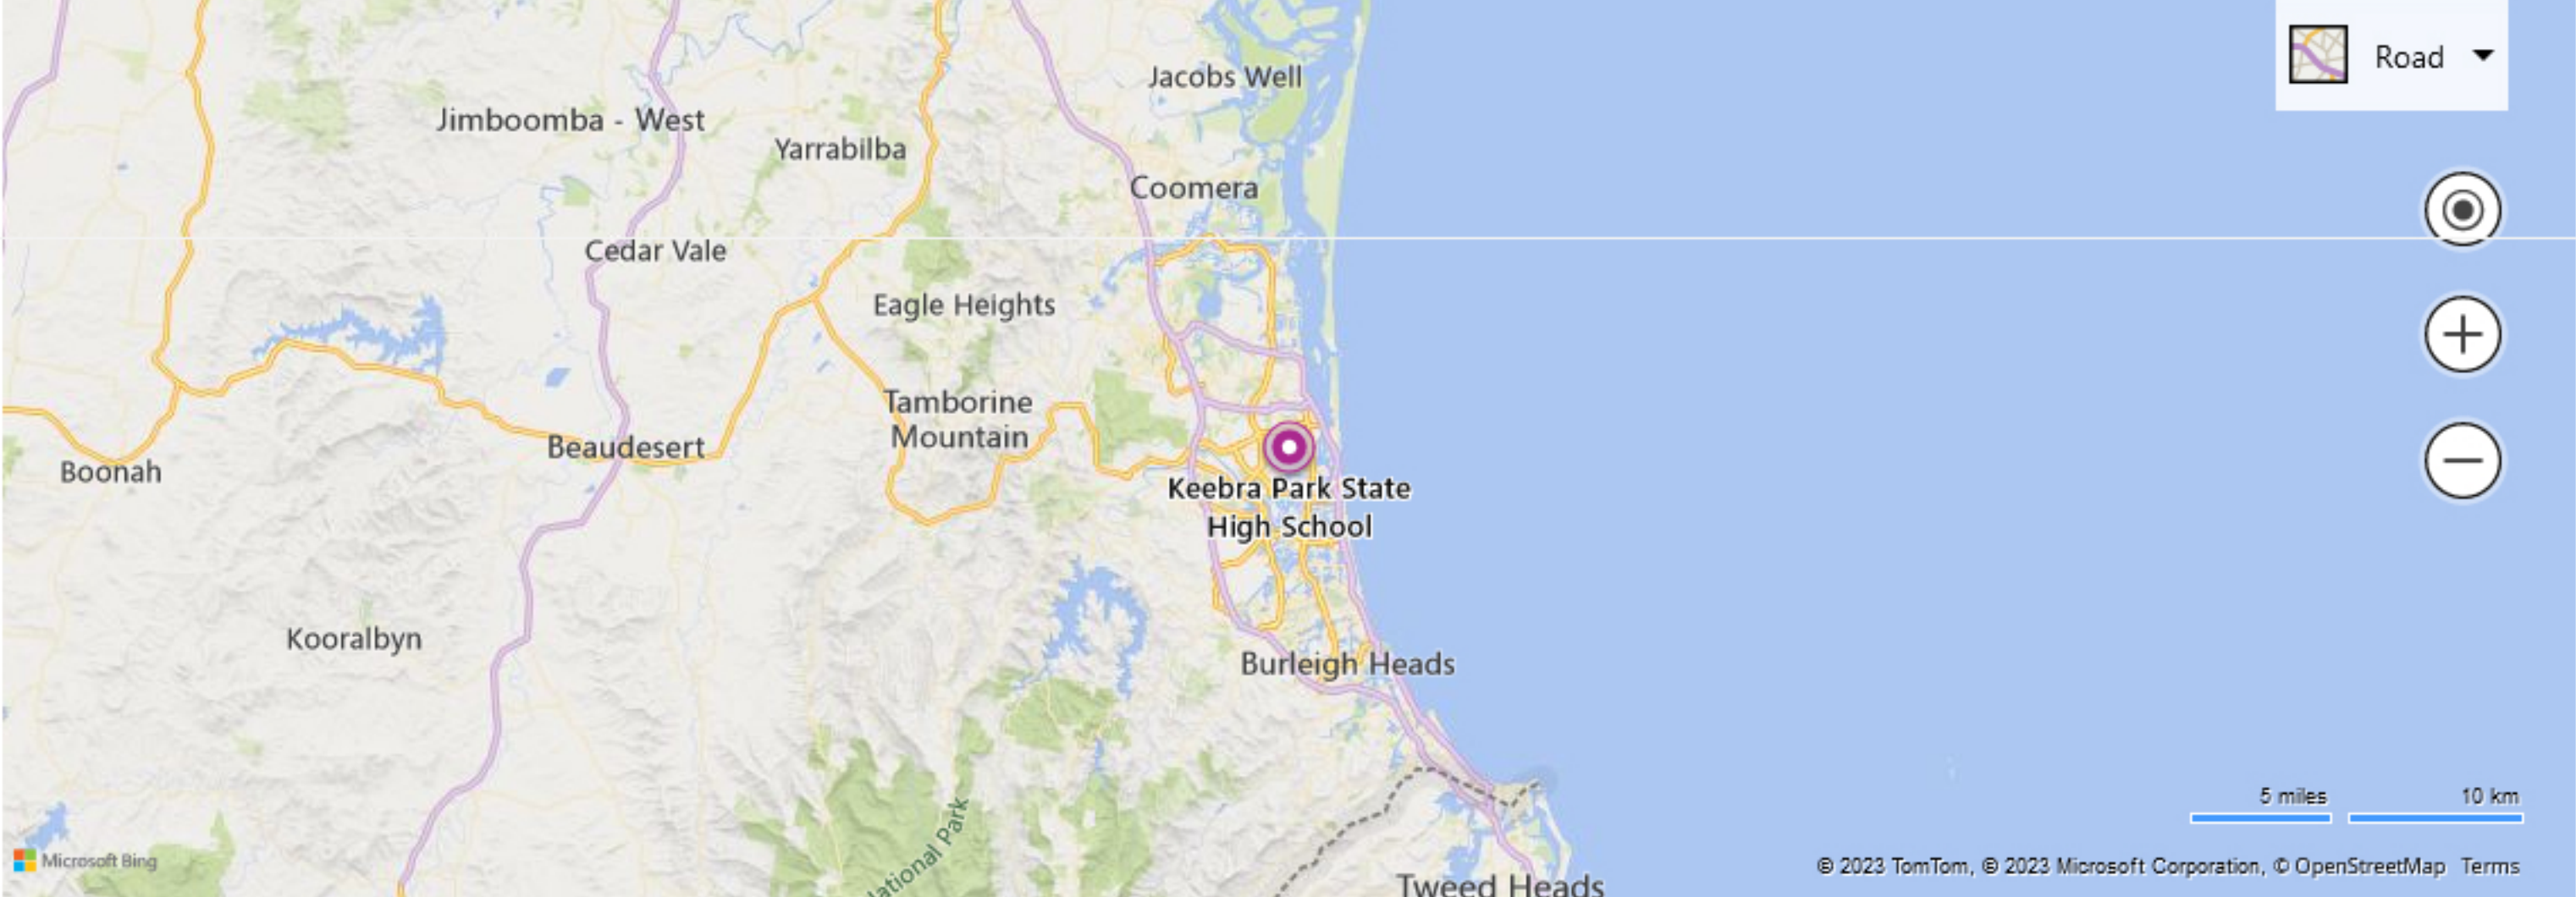 Jacobs Well
Road
Jimboomba - West
Yarrabilba
Coomera
Cedar Vale
Eagle Heights
Tamborine
Mountain
Beaudesert
Boonah
Keebra Park State
High School
Kooralbyn
Burleigh Heads
5 miles
10 km
National Park
Microsoft Bing
© 2023 TomTom, © 2023 Microsoft Corporation, © OpenStreetMap Terms
Tweed Heads